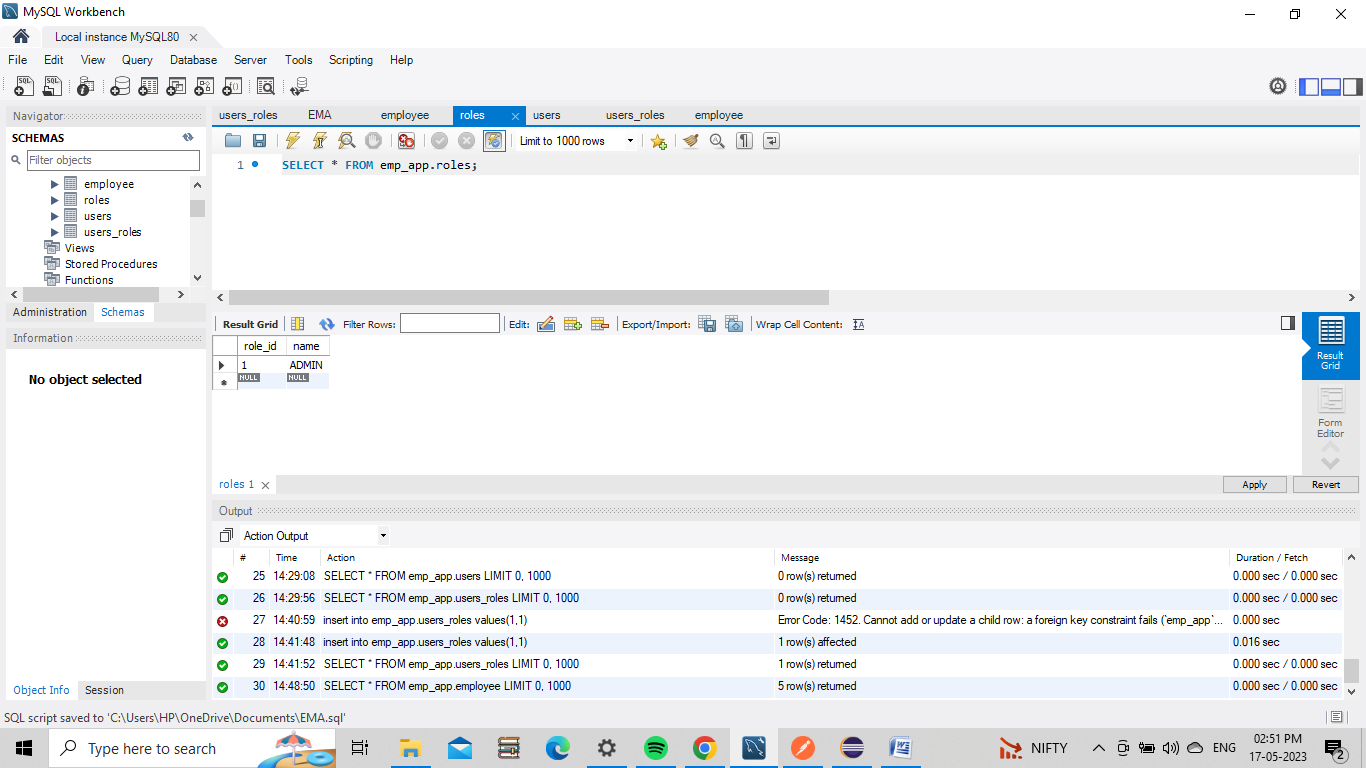 MySQL Workbench
Local instance MySQL80
File Edit View Query Database Server Tools Scripting Help
Navigator
SCHEMAS
Filter objects
employee
roles
users
users_roles
Views
Stored Procedures
Functions
Administration Schemas
Information
No object selected
Object Info Session
users_roles EMA employee roles users users_roles employee
Limit to 1000 rows
1 SELECT * FROM emp_app.roles;
Result Grid Filter Rows: Edit: Export/Import: Wrap Cell Content:
role_id name
1 ADMIN
NULL NULL
Result
Grid
Form
Editor
roles 1 Apply Revert
Output
Action Output
# Time Action Message Duration / Fetch
25 14:29:08 SELECT * FROM emp_app.users LIMIT 0, 1000 0 row(s) returned 0.000 sec / 0.000 sec
26 14:29:56 SELECT * FROM emp_app.users_roles LIMIT 0, 1000 0 row(s) returned 0.000 sec / 0.000 sec
27 14:40:59 insert into emp_app.users_roles values(1,1) Error Code: 1452. Cannot add or update a child row: a foreign key constraint fails (`emp_app`... 0.000 sec
28 14:41:48 insert into emp_app.users_roles values(1,1) 1 row(s) affected 0.016 sec
29 14:41:52 SELECT * FROM emp_app.users_roles LIMIT 0, 1000 1 row(s) returned 0.000 sec / 0.000 sec
30 14:48:50 SELECT * FROM emp_app.employee LIMIT 0, 1000 5 row(s) returned 0.000 sec / 0.000 sec
SQL script saved to 'C:\Users\HP\OneDrive\Documents\EMA.sql'
Type here to search
NIFTY
ENG
02:51 PM
17-05-2023
2